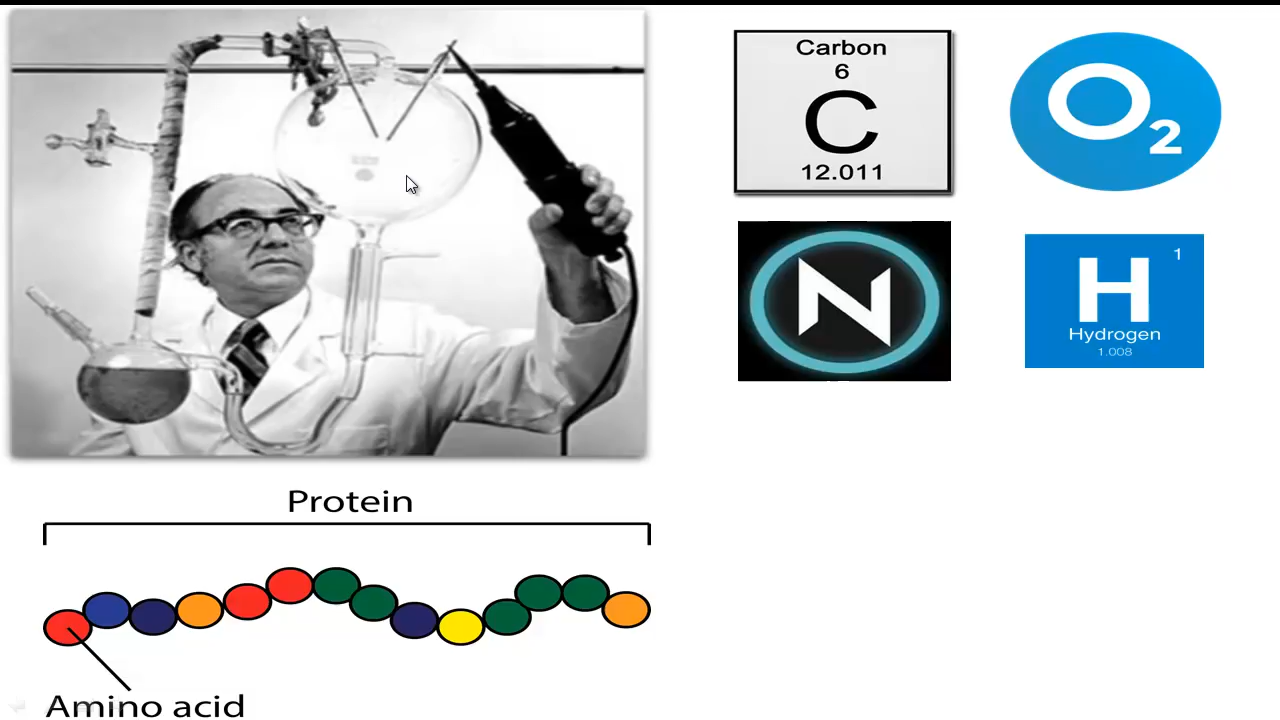 Carbon
6
C
12.011
O2
N
1
H
Hydrogen
1.008
Protein
Amino acid